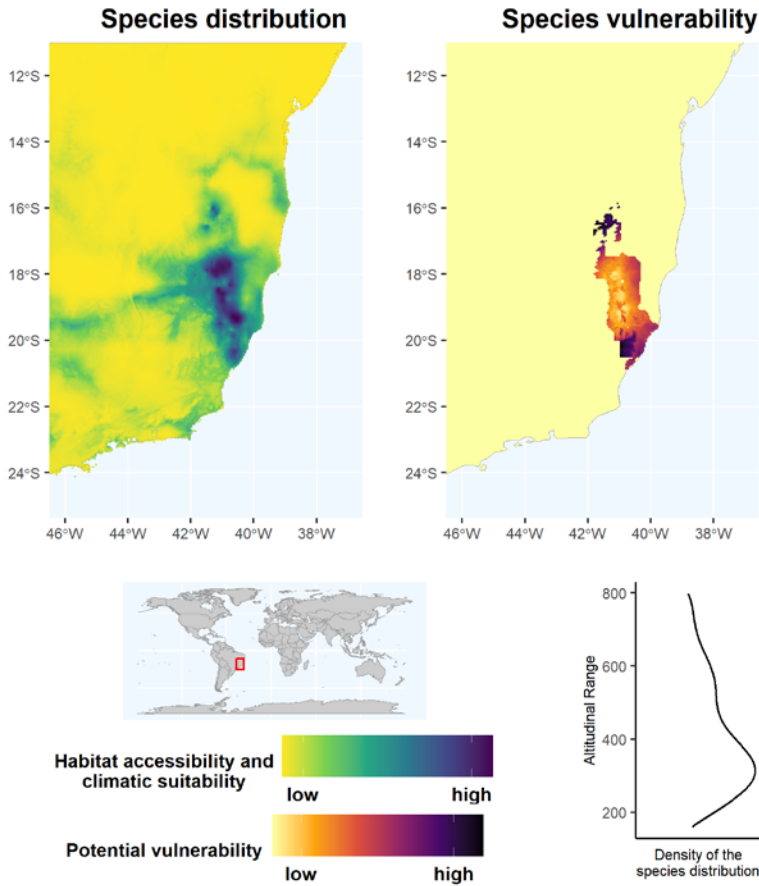 Species distribution
12°S
14°S
16°S
18°S
20°S
22°S
24°S
46°W 44°W 42°W 40°W 38°W
Species vulnerability
12°S
14°S
16°S
18°S
20°S
22°S
24°S
46°W 44°W 42°W 40°W 38°W
Habitat accessibility and
climatic suitability
low high
Potential vulnerability
low high
Altitudinal Range
800
600
400
200
Density of the
species distribution